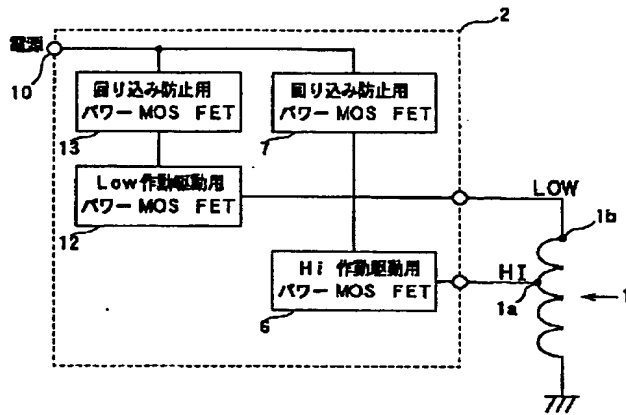 2
電源
10
回り込み防止用
パワー MOS FET
13
回り込み防止用
パワー MOS FET
7
Low作動駆動用
パワー MOS FET
12
LOW
1b
Hi 作動駆動用
パワー MOS FET
6
HI
1a
1